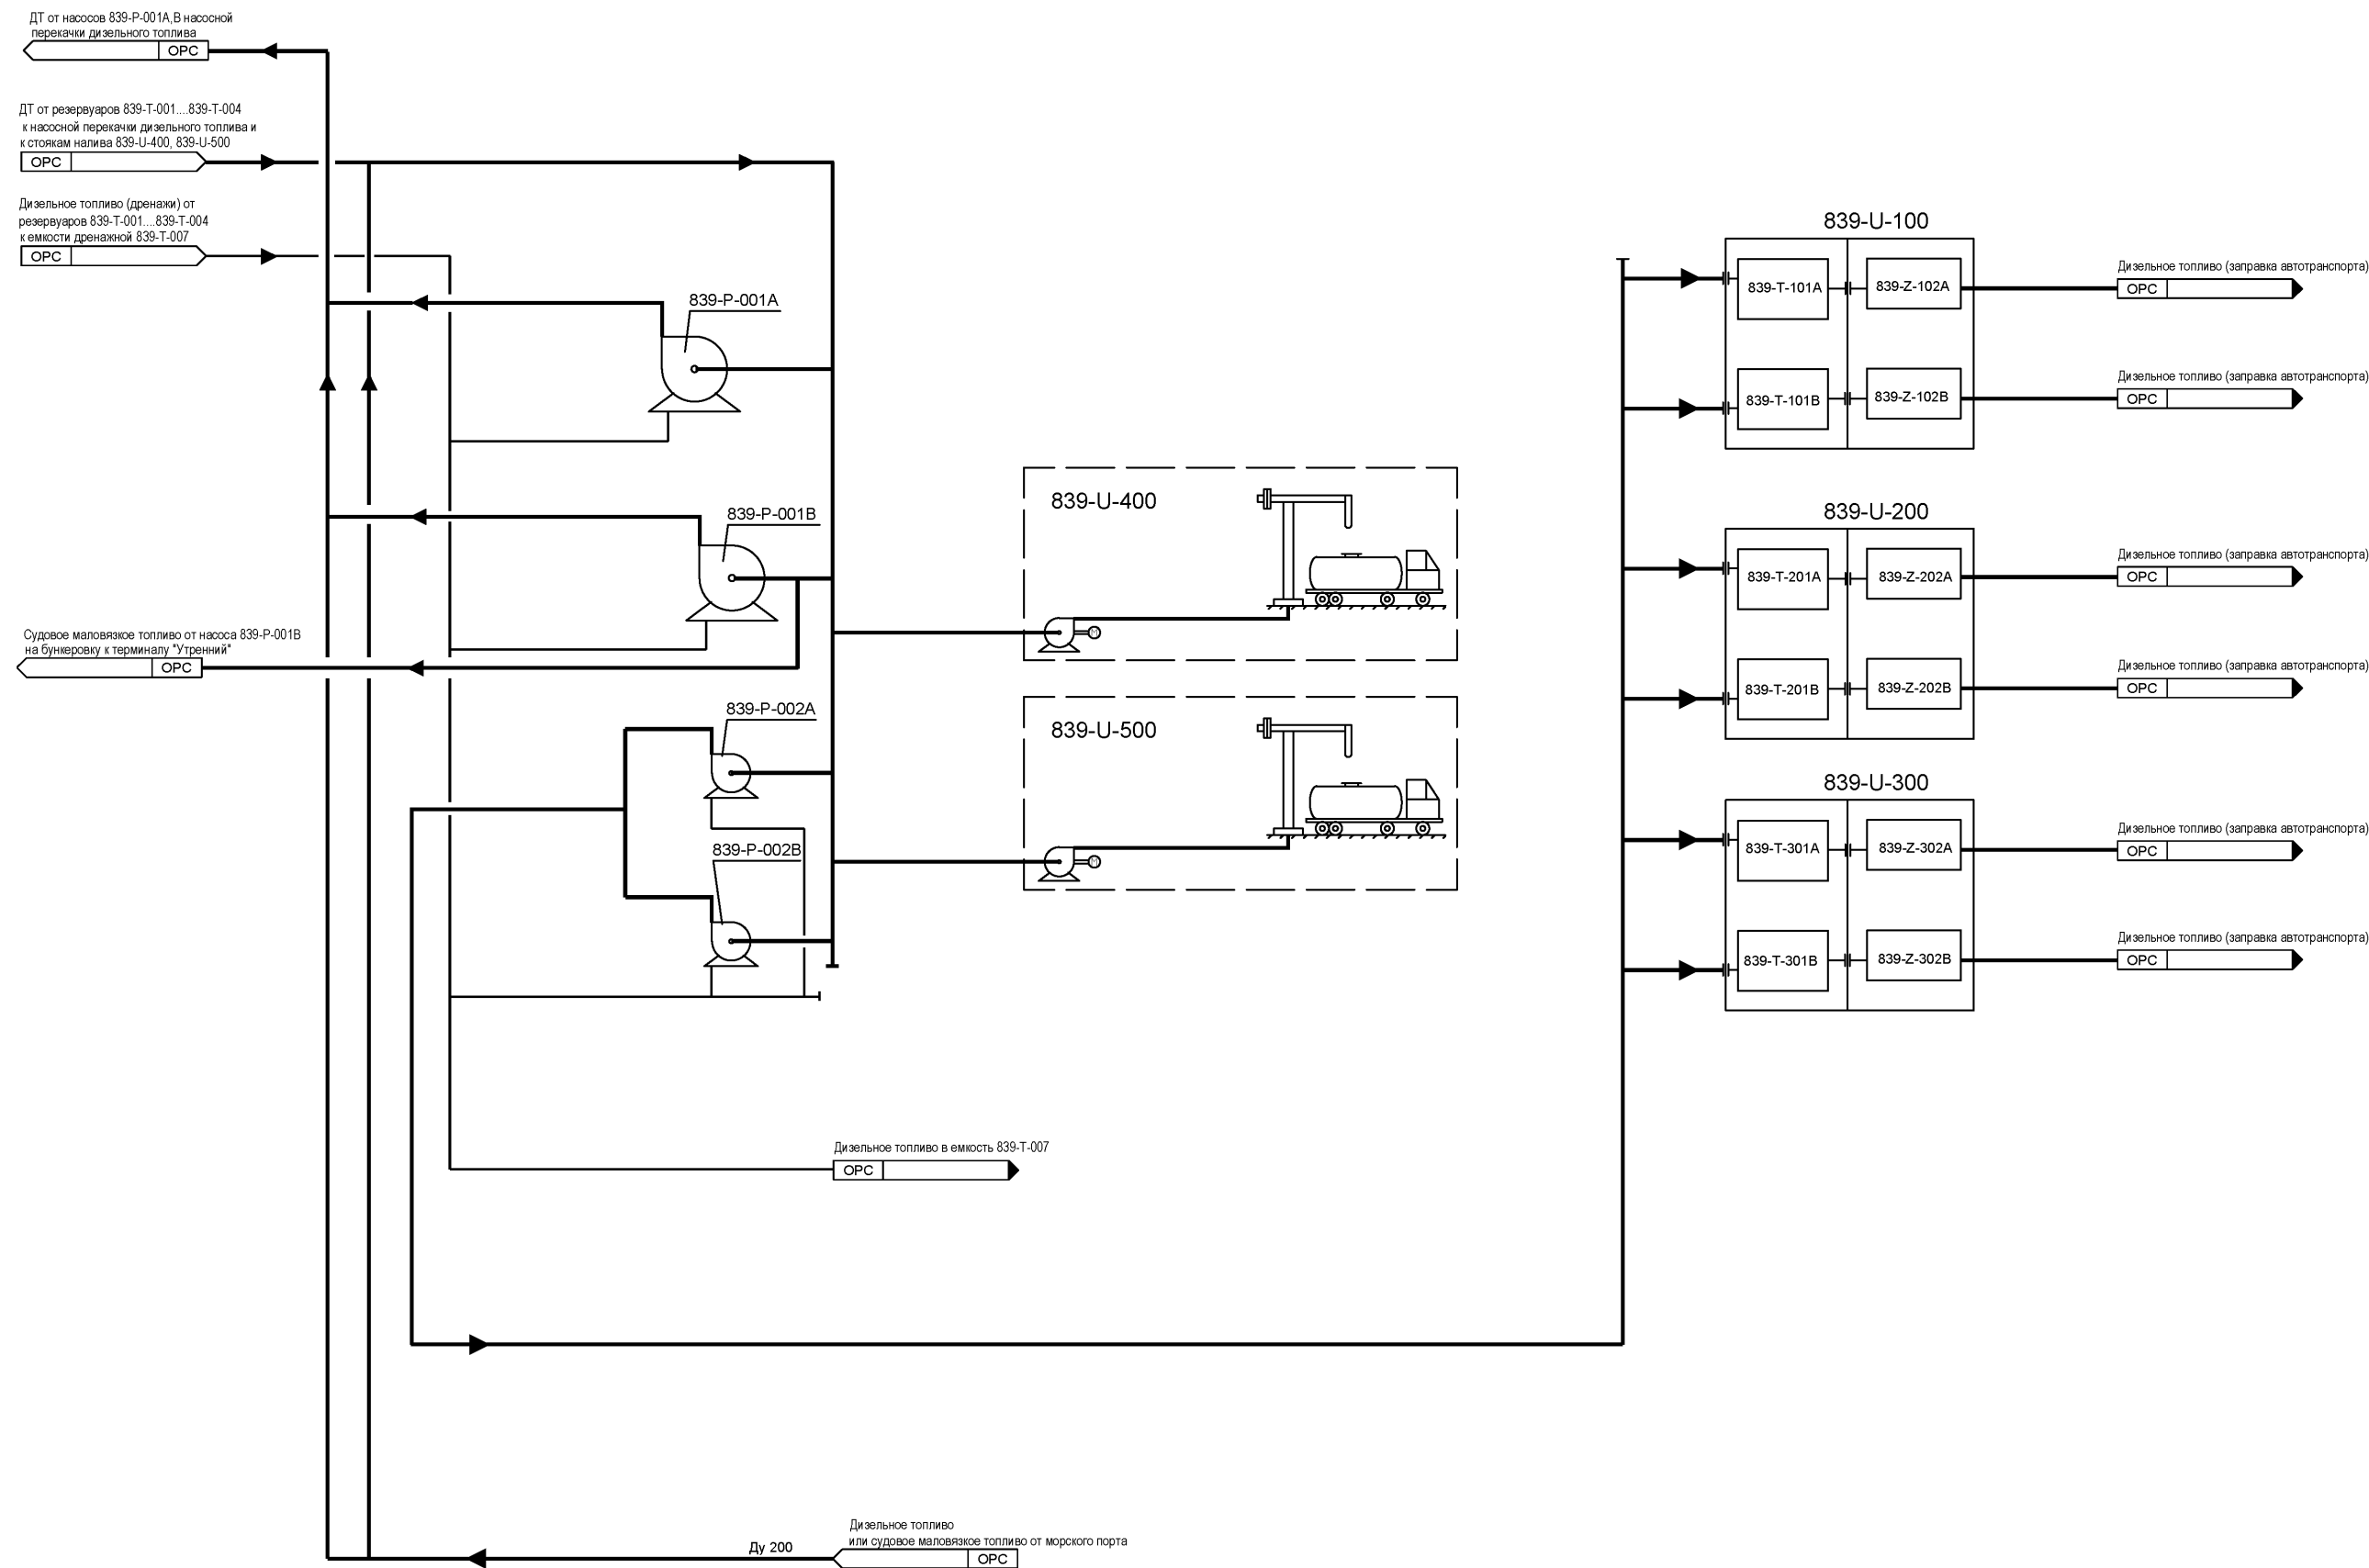 ДТ от насосов 839-Р-001А,В насосной
перекачки дизельного топлива
ОРС
ДТ от резервуаров 839-Т-001....839-Т-004
к насосной перекачки дизельного топлива и
к стоякам налива 839-U-400, 839-U-500
ОРС
Дизельное топливо (дренажи) от
резервуаров 839-Т-001....839-Т-004
к емкости дренажной 839-Т-007
ОРС
839-P-001A
839-P-001B
Судовое маловязкое топливо от насоса 839-Р-001В
на бункеровку к терминалу "Утренний"
ОРС
839-P-002A
839-P-002B
839-U-400
М
839-U-500
М
Дизельное топливо в емкость 839-Т-007
ОРС
Ду 200
Дизельное топливо
или судовое маловязкое топливо от морского порта
ОРС
839-U-100
839-T-101A
839-Z-102A
Дизельное топливо (заправка автотранспорта)
ОРС
839-T-101B
839-Z-102B
Дизельное топливо (заправка автотранспорта)
ОРС
839-U-200
839-T-201A
839-Z-202A
Дизельное топливо (заправка автотранспорта)
ОРС
839-T-201B
839-Z-202B
Дизельное топливо (заправка автотранспорта)
ОРС
839-U-300
839-T-301A
839-Z-302A
Дизельное топливо (заправка автотранспорта)
ОРС
839-T-301B
839-Z-302B
Дизельное топливо (заправка автотранспорта)
ОРС